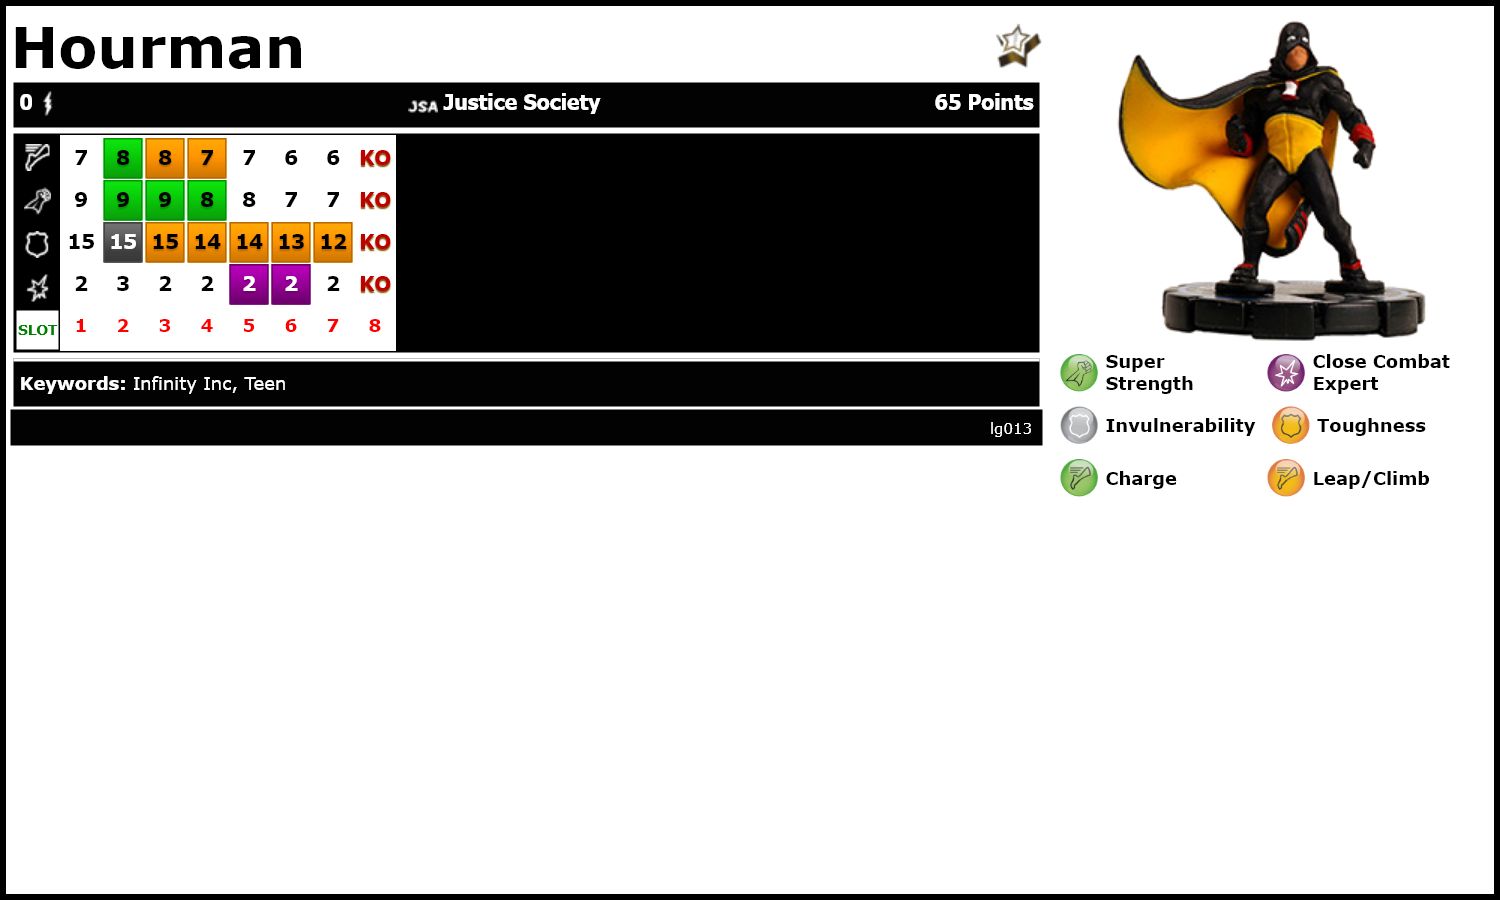 Hourman
0 JSA Justice Society 65 Points
7 8 8 7 7 6 6 KO
9 9 9 8 8 7 7 KO
15 15 15 14 14 13 12 KO
2 3 2 2 2 2 2 KO
SLOT 1 2 3 4 5 6 7 8
Keywords: Infinity Inc, Teen
lg013
Super Strength
Close Combat Expert
Invulnerability
Toughness
Charge
Leap/Climb